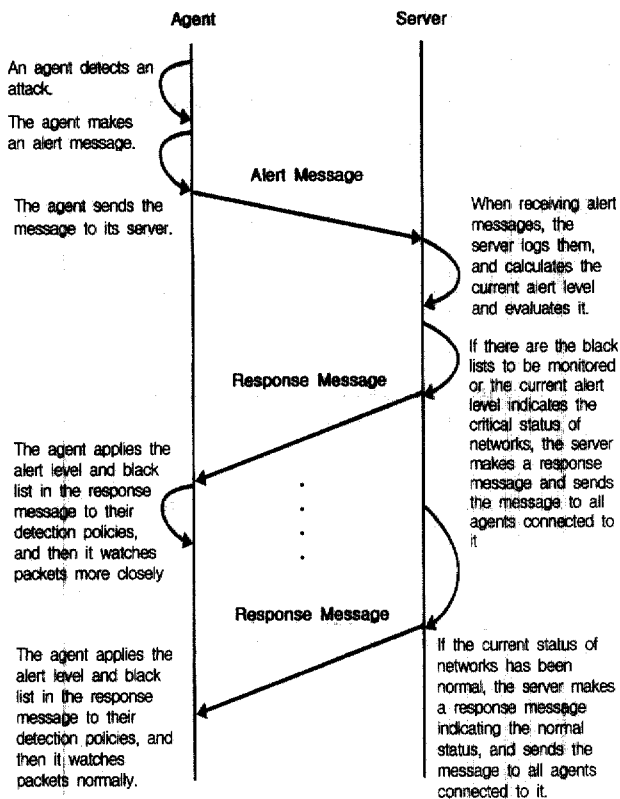 Agent
Server
An agent detects an
attack.
The agent makes
an alert message.
Alert Message
The agent sends the
message to its server.
When receiving alert
messages, the
server logs them,
and calculates the
current alert level
and evaluates it.
If there are the black
lists to be monitored
or the current alert
level indicates the
critical status of
networks, the server
makes a response
message and sends
the message to all
agents connected to
it
Response Message
The agent applies the
alert level and black
list in the response
message to their
detection policies,
and then it watches
packets more closely
Response Message
If the current status of
networks has been
normal, the server makes
a response message
indicating the normal
status, and sends the
message to all agents
connected to it.
The agent applies the
alert level and black
list in the response
message to their
detection policies, and
then it watches
packets normally.